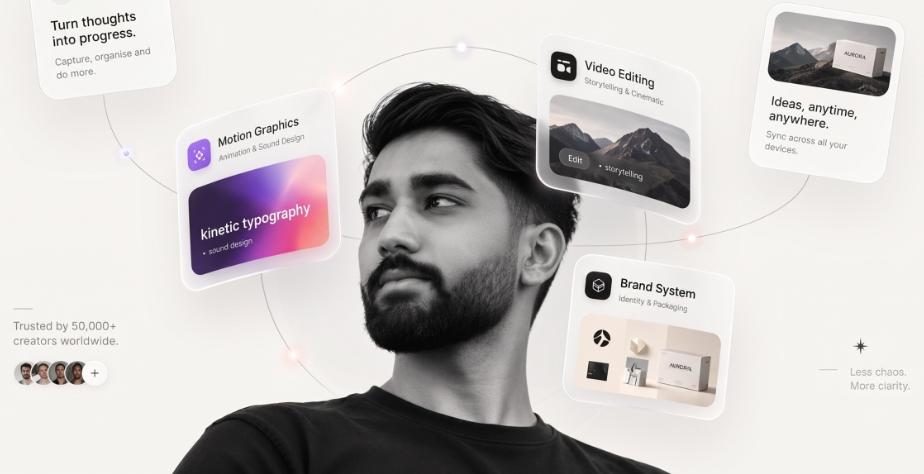 Turn thoughts
into progress.
Capture, organise and
do more.
Motion Graphics
Animation & Sound Design
kinetic typography
• sound design
Video Editing
Storytelling & Cinematic
Edit
• storytelling
AURORA
Ideas, anytime,
anywhere.
Sync across all your
devices.
Brand System
Identity & Packaging
Trusted by 50,000+
creators worldwide.
+
Less chaos.
More clarity.